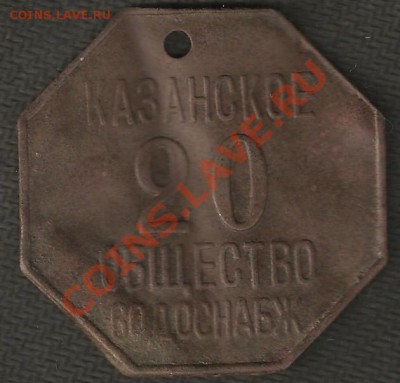 COINS.LAVE.RU
КАЗАНСКОЕ
20
ОБЩЕСТВО
ВОДОСНАБЖ
COINS.LAVE.RU